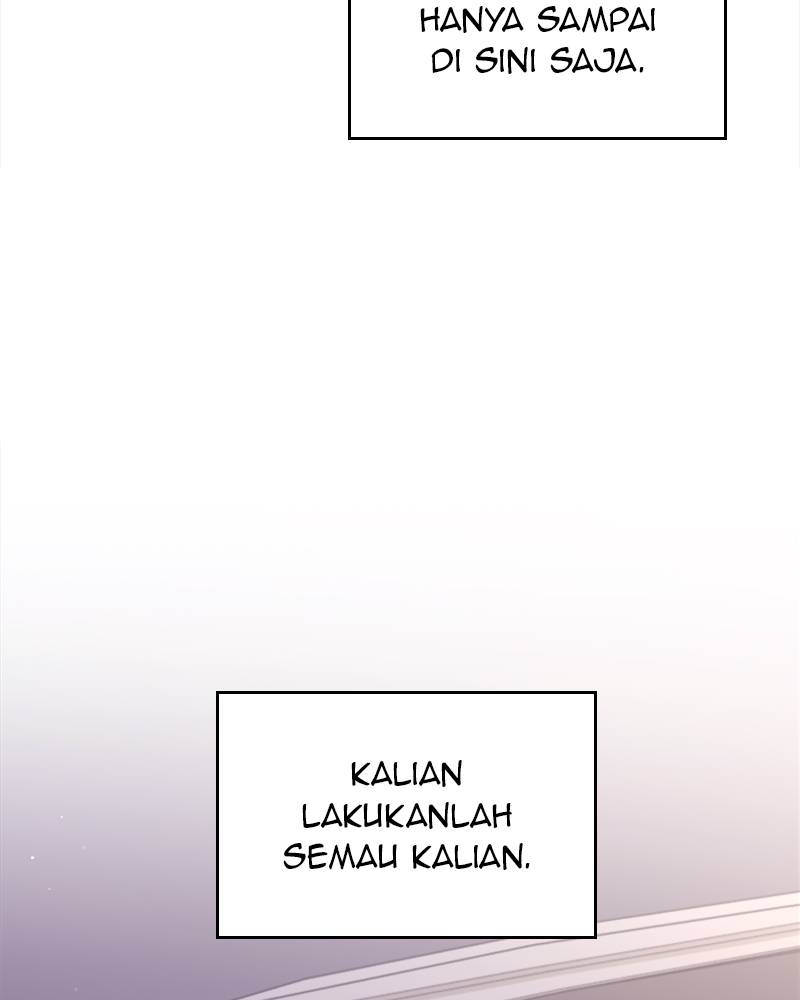 HANYA SAMPAI
DI SINI SAJA.
KALIAN
LAKUKANLAH
SEMAU KALIAN.